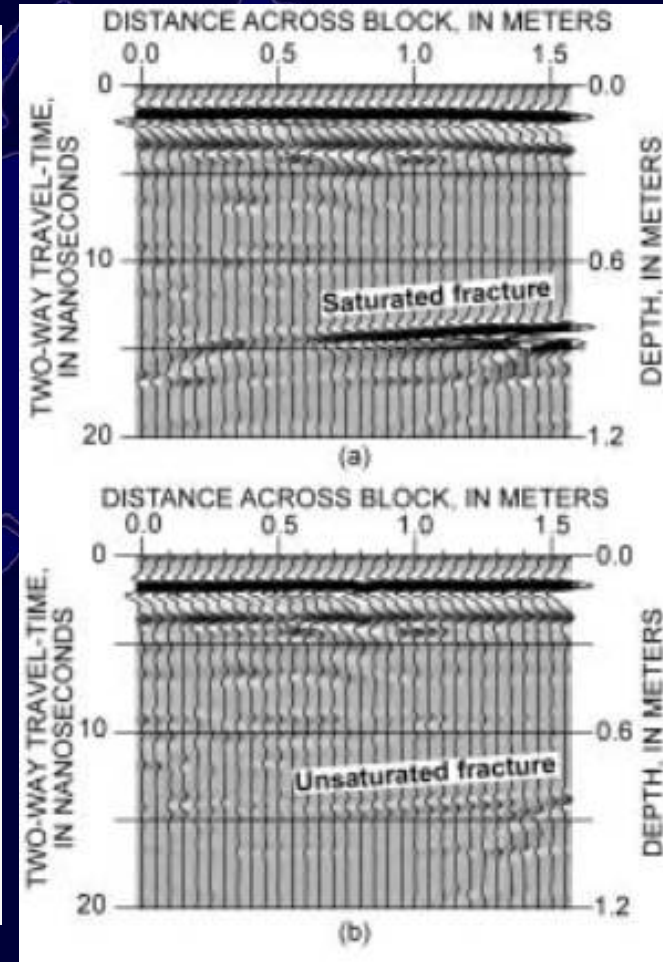 DISTANCE ACROSS BLOCK, IN METERS
0.0 0.5 1.0 1.5
0 0.0
TWO-WAY TRAVEL-TIME,
IN NANOSECONDS
DEPTH, IN METERS
10 0.6
Saturated fracture
20 1.2
(a)
DISTANCE ACROSS BLOCK, IN METERS
0.0 0.5 1.0 1.5
0 0.0
TWO-WAY TRAVEL-TIME,
IN NANOSECONDS
DEPTH, IN METERS
10 0.6
Unsaturated fracture
20 1.2
(b)